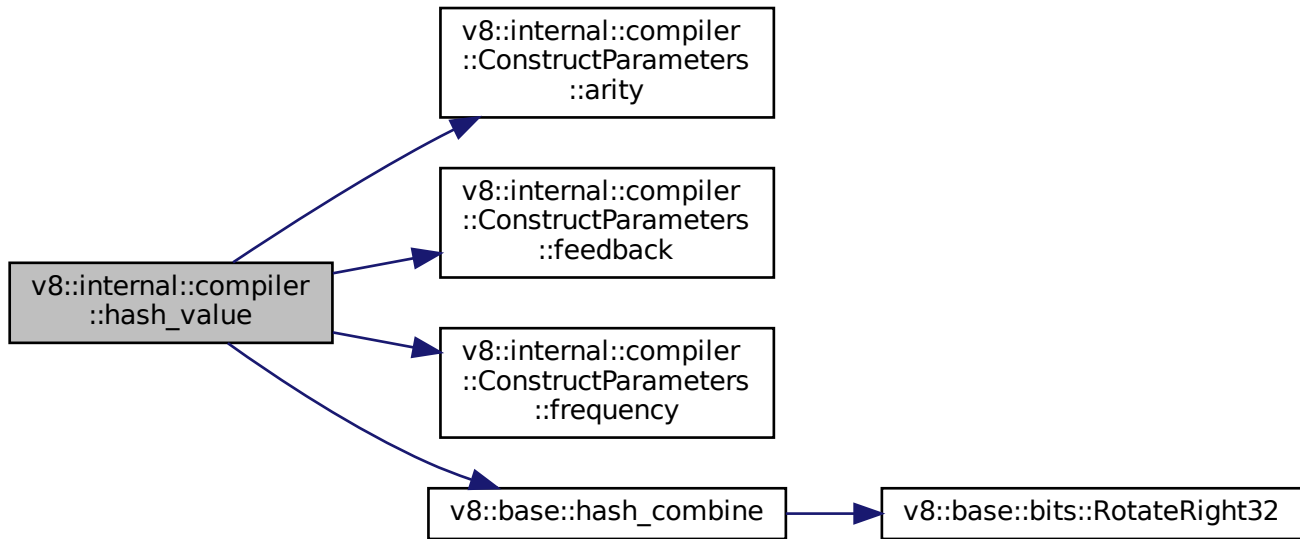 v8::internal::compiler
::ConstructParameters
::arity
v8::internal::compiler
::ConstructParameters
::feedback
v8::internal::compiler
::hash_value
v8::internal::compiler
::ConstructParameters
::frequency
v8::base::hash_combine
v8::base::bits::RotateRight32